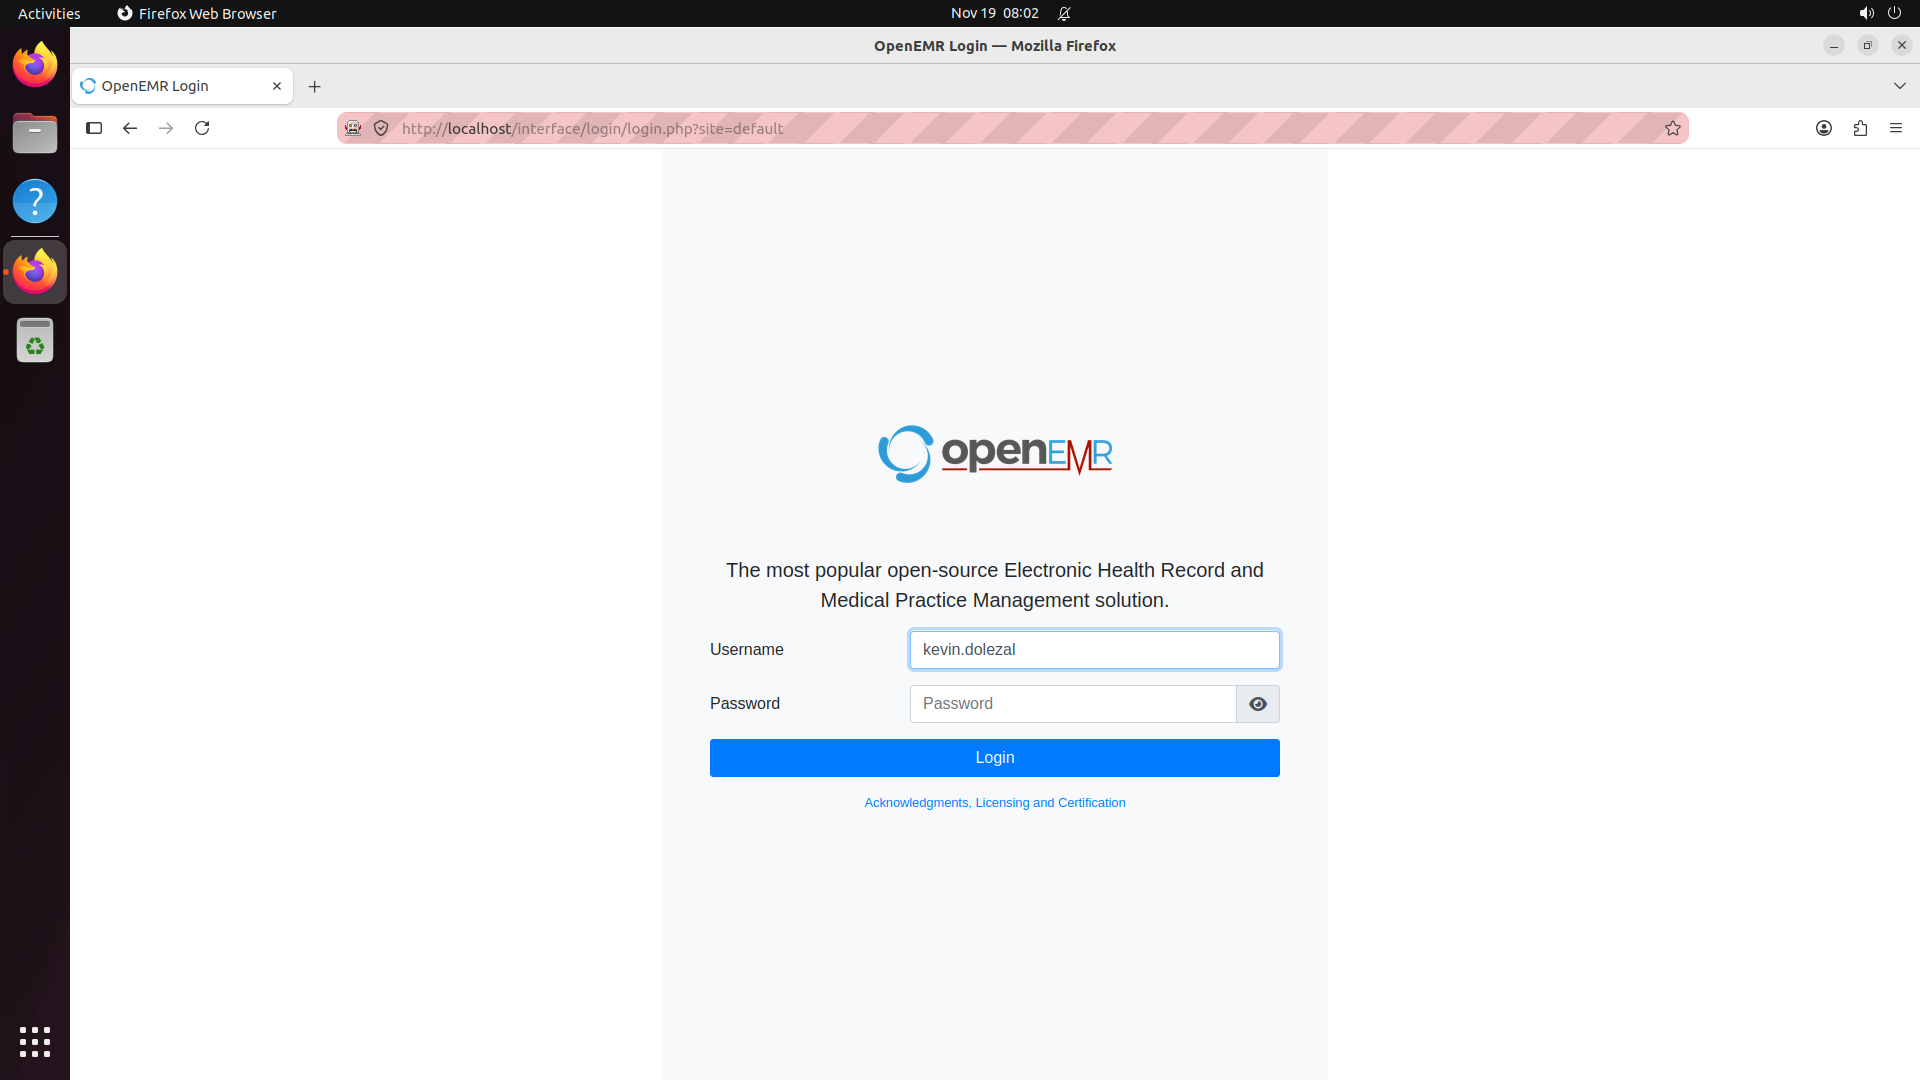 Activities
Firefox Web Browser
Nov 19 08:02
OpenEMR Login — Mozilla Firefox
OpenEMR Login
http://localhost/interface/login/login.php?site=default
openEMR
The most popular open-source Electronic Health Record and
Medical Practice Management solution.
Username
kevin.dolezal
Password
Password
Login
Acknowledgments, Licensing and Certification